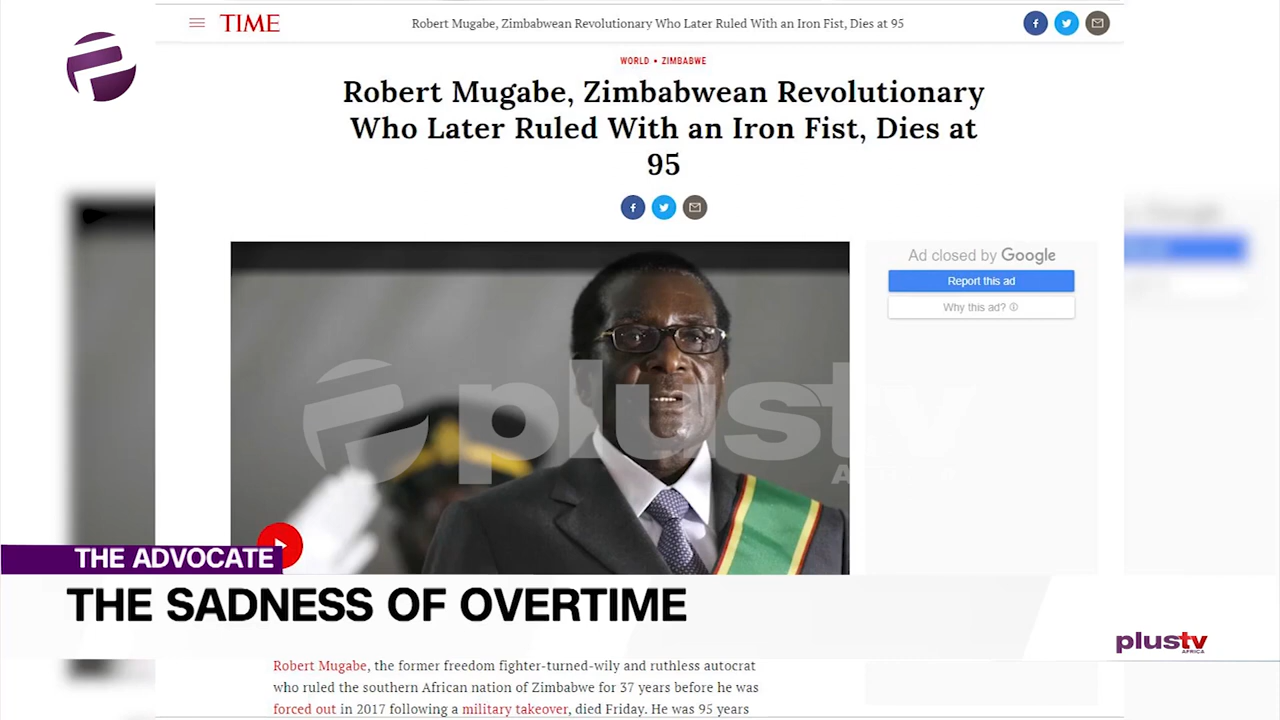 TIME
Robert Mugabe, Zimbabwean Revolutionary Who Later Ruled With an Iron Fist, Dies at 95
WORLD • ZIMBABWE
Robert Mugabe, Zimbabwean Revolutionary
Who Later Ruled With an Iron Fist, Dies at
95
Ad closed by Google
Report this ad
Why this ad?
plustv
THE ADVOCATE
THE SADNESS OF OVERTIME
plustv
AFRICA
Robert Mugabe, the former freedom fighter-turned-wily and ruthless autocrat
who ruled the southern African nation of Zimbabwe for 37 years before he was
forced out in 2017 following a military takeover, died Friday. He was 95 years